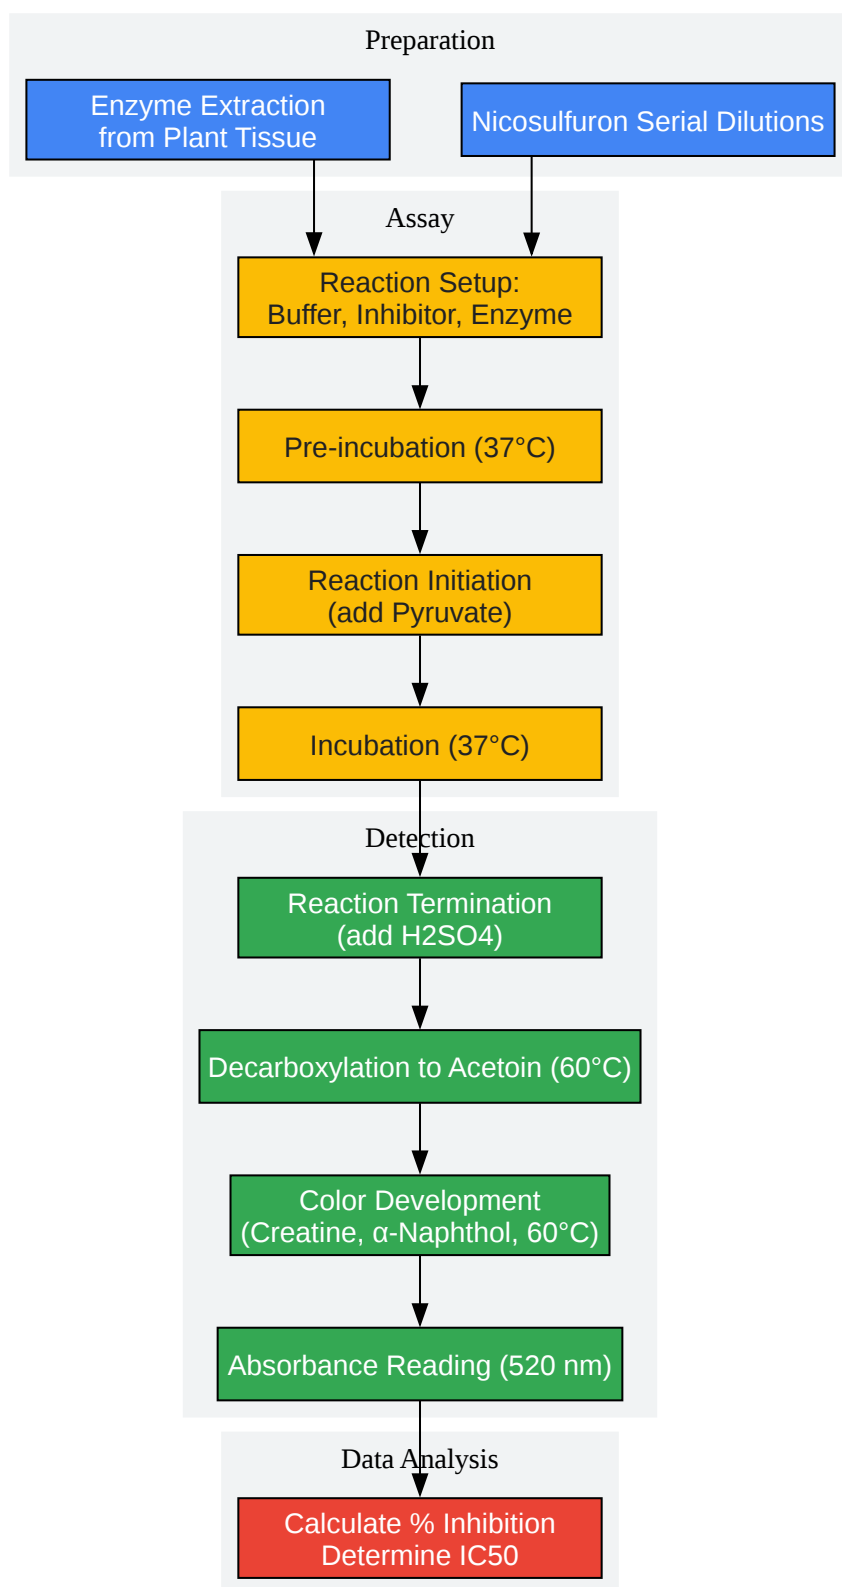 Preparation
Enzyme Extraction
from Plant Tissue
Nicosulfuron Serial Dilutions
Assay
Reaction Setup:
Buffer, Inhibitor, Enzyme
Pre-incubation (37°C)
Reaction Initiation
(add Pyruvate)
Incubation (37°C)
Detection
Reaction Termination
(add H2SO4)
Decarboxylation to Acetoin (60°C)
Color Development
(Creatine, α-Naphthol, 60°C)
Absorbance Reading (520 nm)
Data Analysis
Calculate % Inhibition
Determine IC50